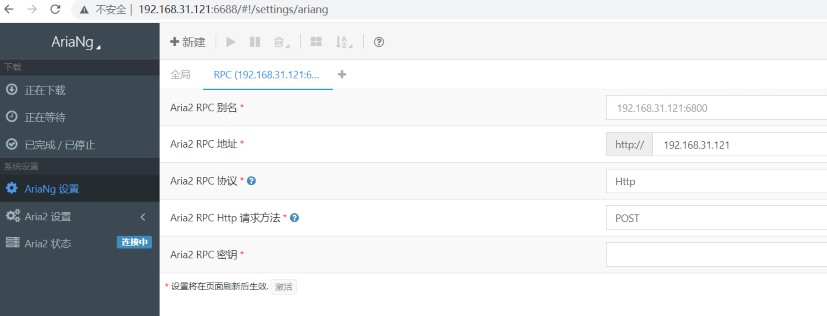 不安全 | 192.168.31.121:6688/#!/settings/ariang
AriaNg
新建
下载
正在下载
正在等待
已完成 / 已停止
系统设置
AriaNg 设置
Aria2 设置
Aria2 状态 连接中
全局 RPC (192.168.31.121:6...
Aria2 RPC 别名 * 192.168.31.121:6800
Aria2 RPC 地址 * http:// 192.168.31.121
Aria2 RPC 协议 * Http
Aria2 RPC Http 请求方法 * POST
Aria2 RPC 密钥 *
* 设置将在页面刷新后生效. 激活